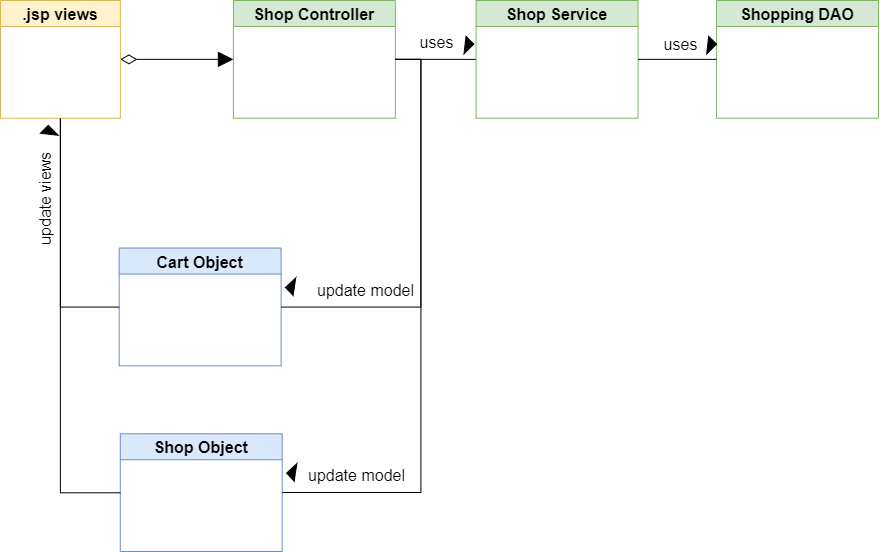 .jsp views
Shop Controller
Shop Service
Shopping DAO
uses
uses
update views
Cart Object
update model
Shop Object
update model